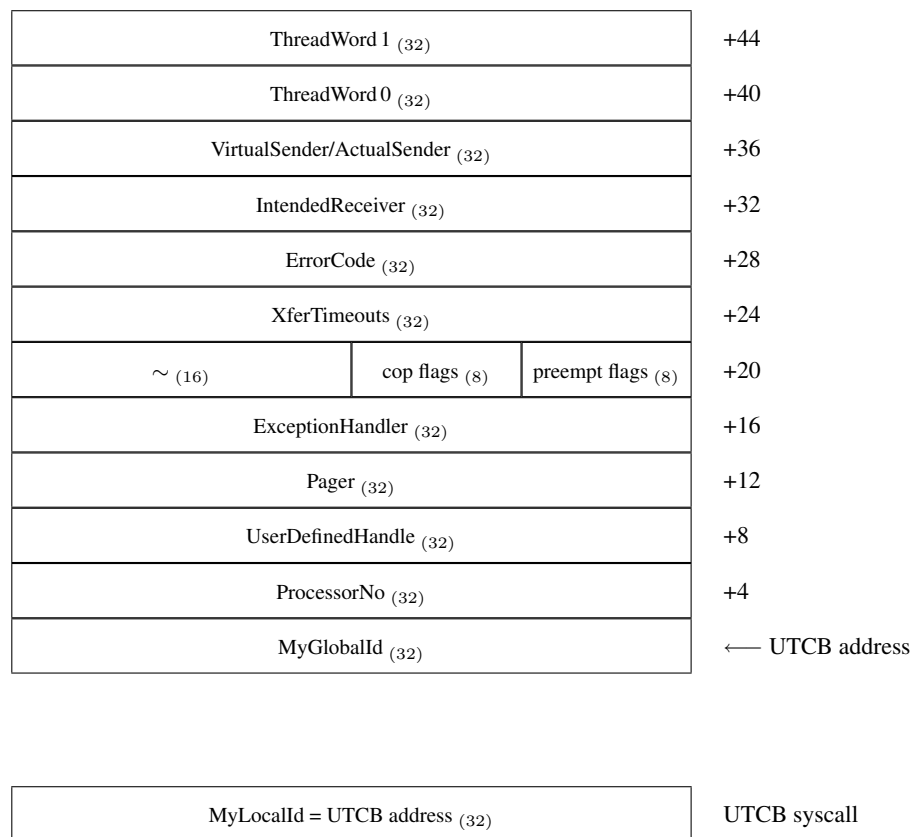 ThreadWord 1 (32) +44
ThreadWord 0 (32) +40
VirtualSender/ActualSender (32) +36
IntendedReceiver (32) +32
ErrorCode (32) +28
XferTimeouts (32) +24
∼ (16) cop flags (8) preempt flags (8) +20
ExceptionHandler (32) +16
Pager (32) +12
UserDefinedHandle (32) +8
ProcessorNo (32) +4
MyGlobalId (32) ←— UTCB address
MyLocalId = UTCB address (32) UTCB syscall